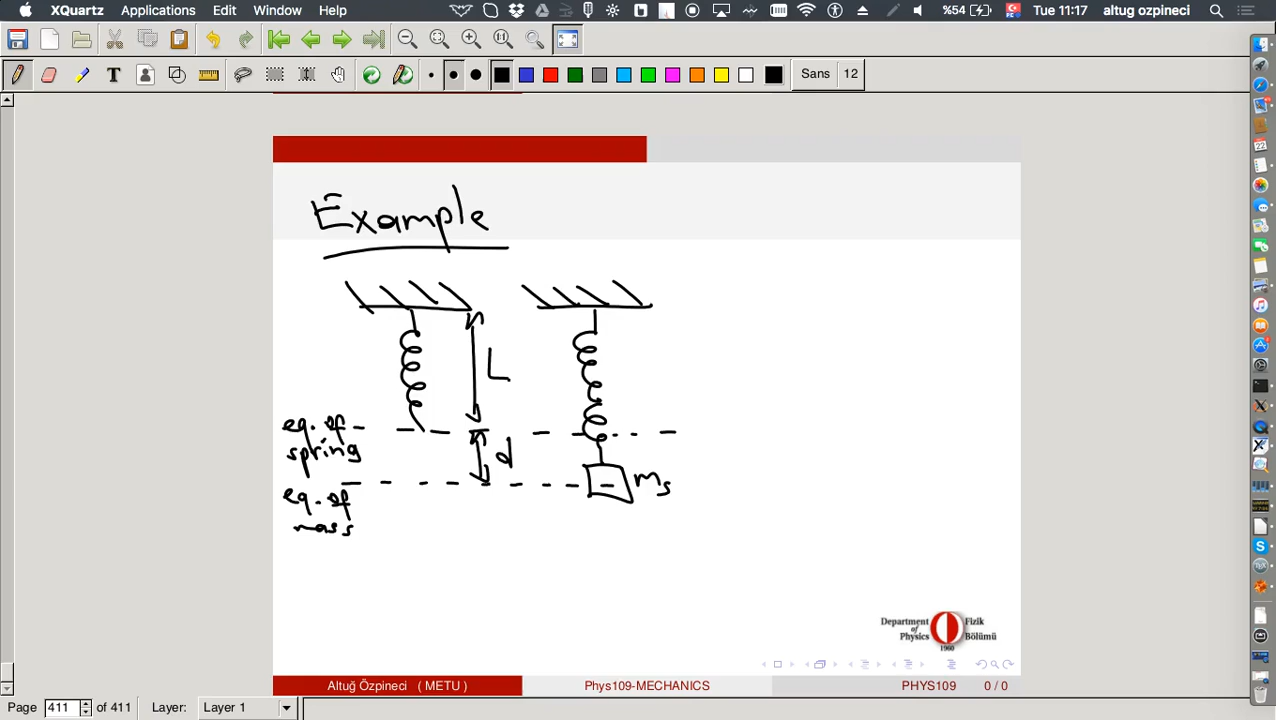 XQuartz Applications Edit Window Help %54 Tue 11:17 altug ozpineci
Sans 12
Example
L
eq. of
spring
d
eq. of
mass
ms
Department
of
Physics
Fizik
Bölümü
1960
Altuğ Özpineci ( METU ) Phys109-MECHANICS PHYS109 0 / 0
Page 411 of 411 Layer: Layer 1